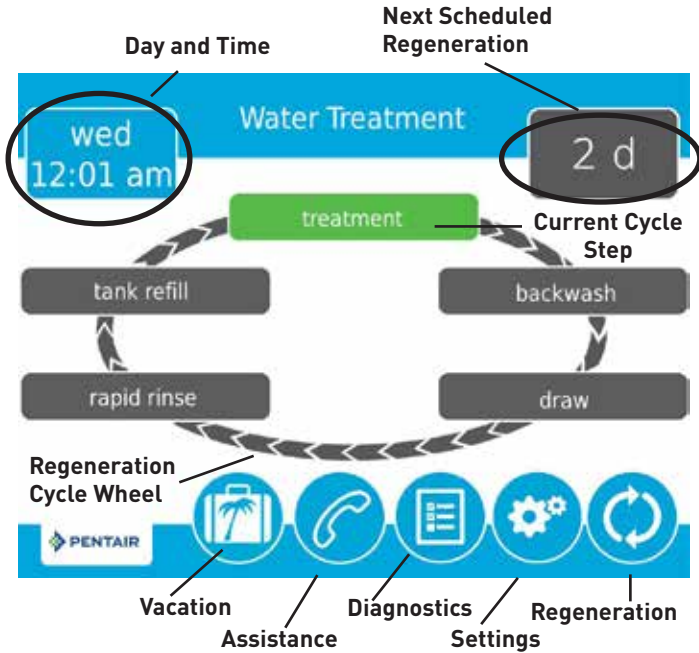 Next Scheduled
Regeneration
Day and Time
wed
12:01 am
Water Treatment
2 d
treatment
Current Cycle
Step
tank refill
backwash
rapid rinse
draw
Regeneration
Cycle Wheel
PENTAIR
Vacation
Assistance
Diagnostics
Settings
Regeneration